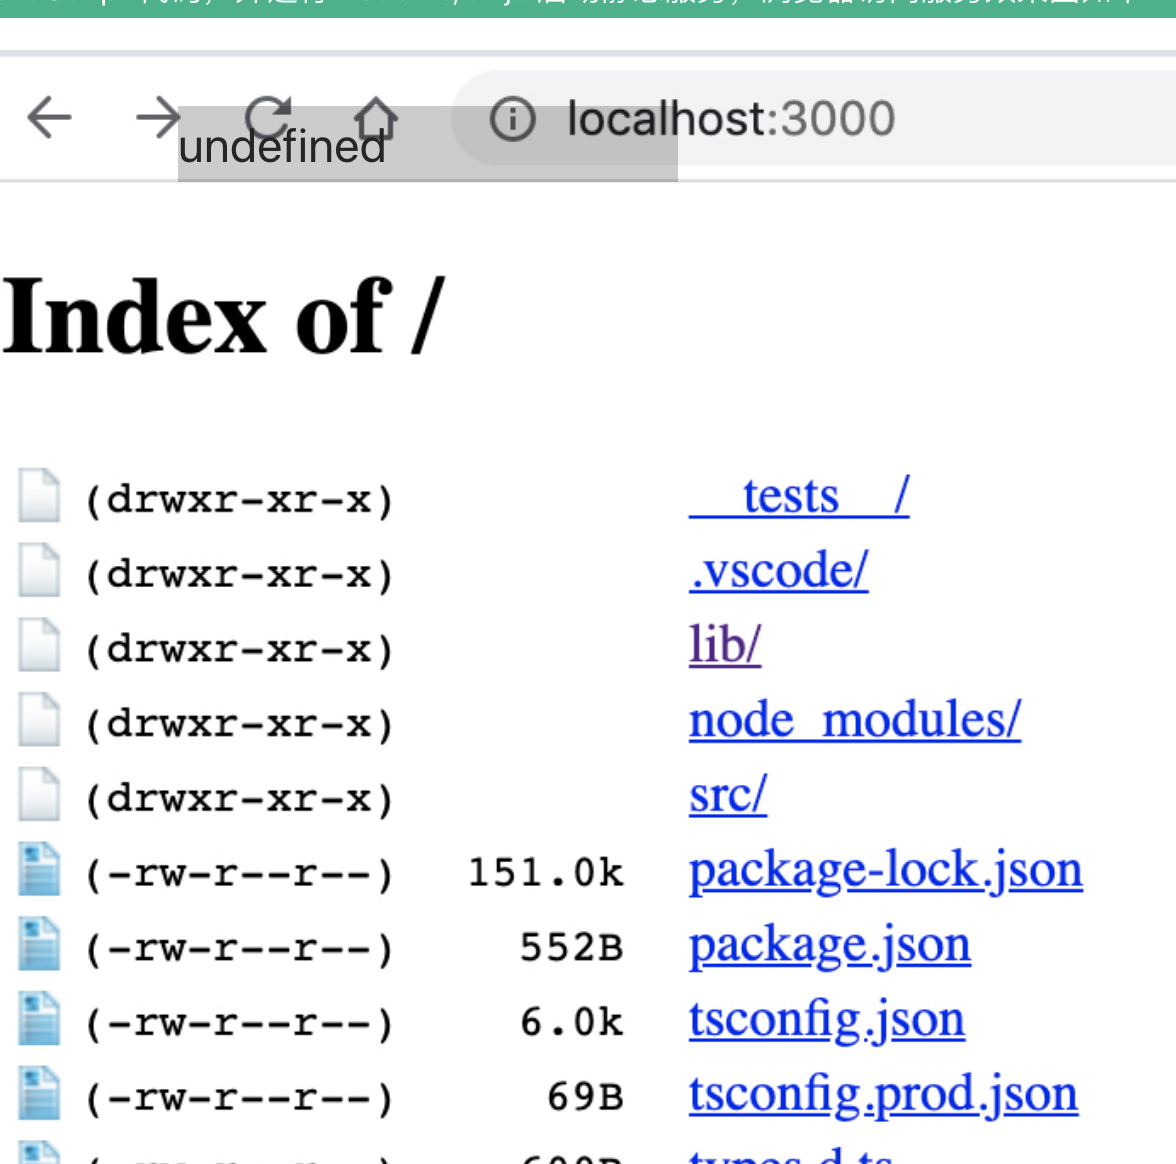 localhost:3000
undefined
Index of /
(drwxr-xr-x) __tests__/
(drwxr-xr-x) .vscode/
(drwxr-xr-x) lib/
(drwxr-xr-x) node_modules/
(drwxr-xr-x) src/
(-rw-r--r--) 151.0k package-lock.json
(-rw-r--r--) 552B package.json
(-rw-r--r--) 6.0k tsconfig.json
(-rw-r--r--) 69B tsconfig.prod.json
types.d.ts